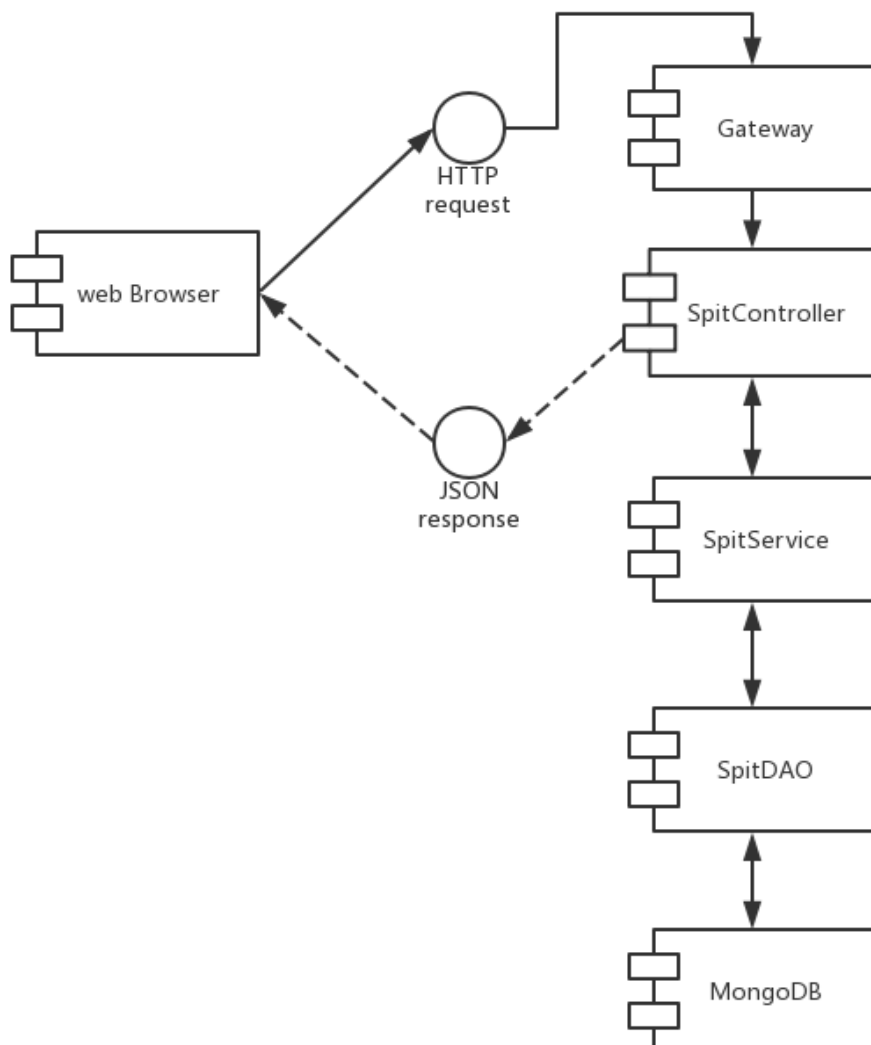 Gateway
HTTP
request
web Browser
SpitController
JSON
response
SpitService
SpitDAO
MongoDB